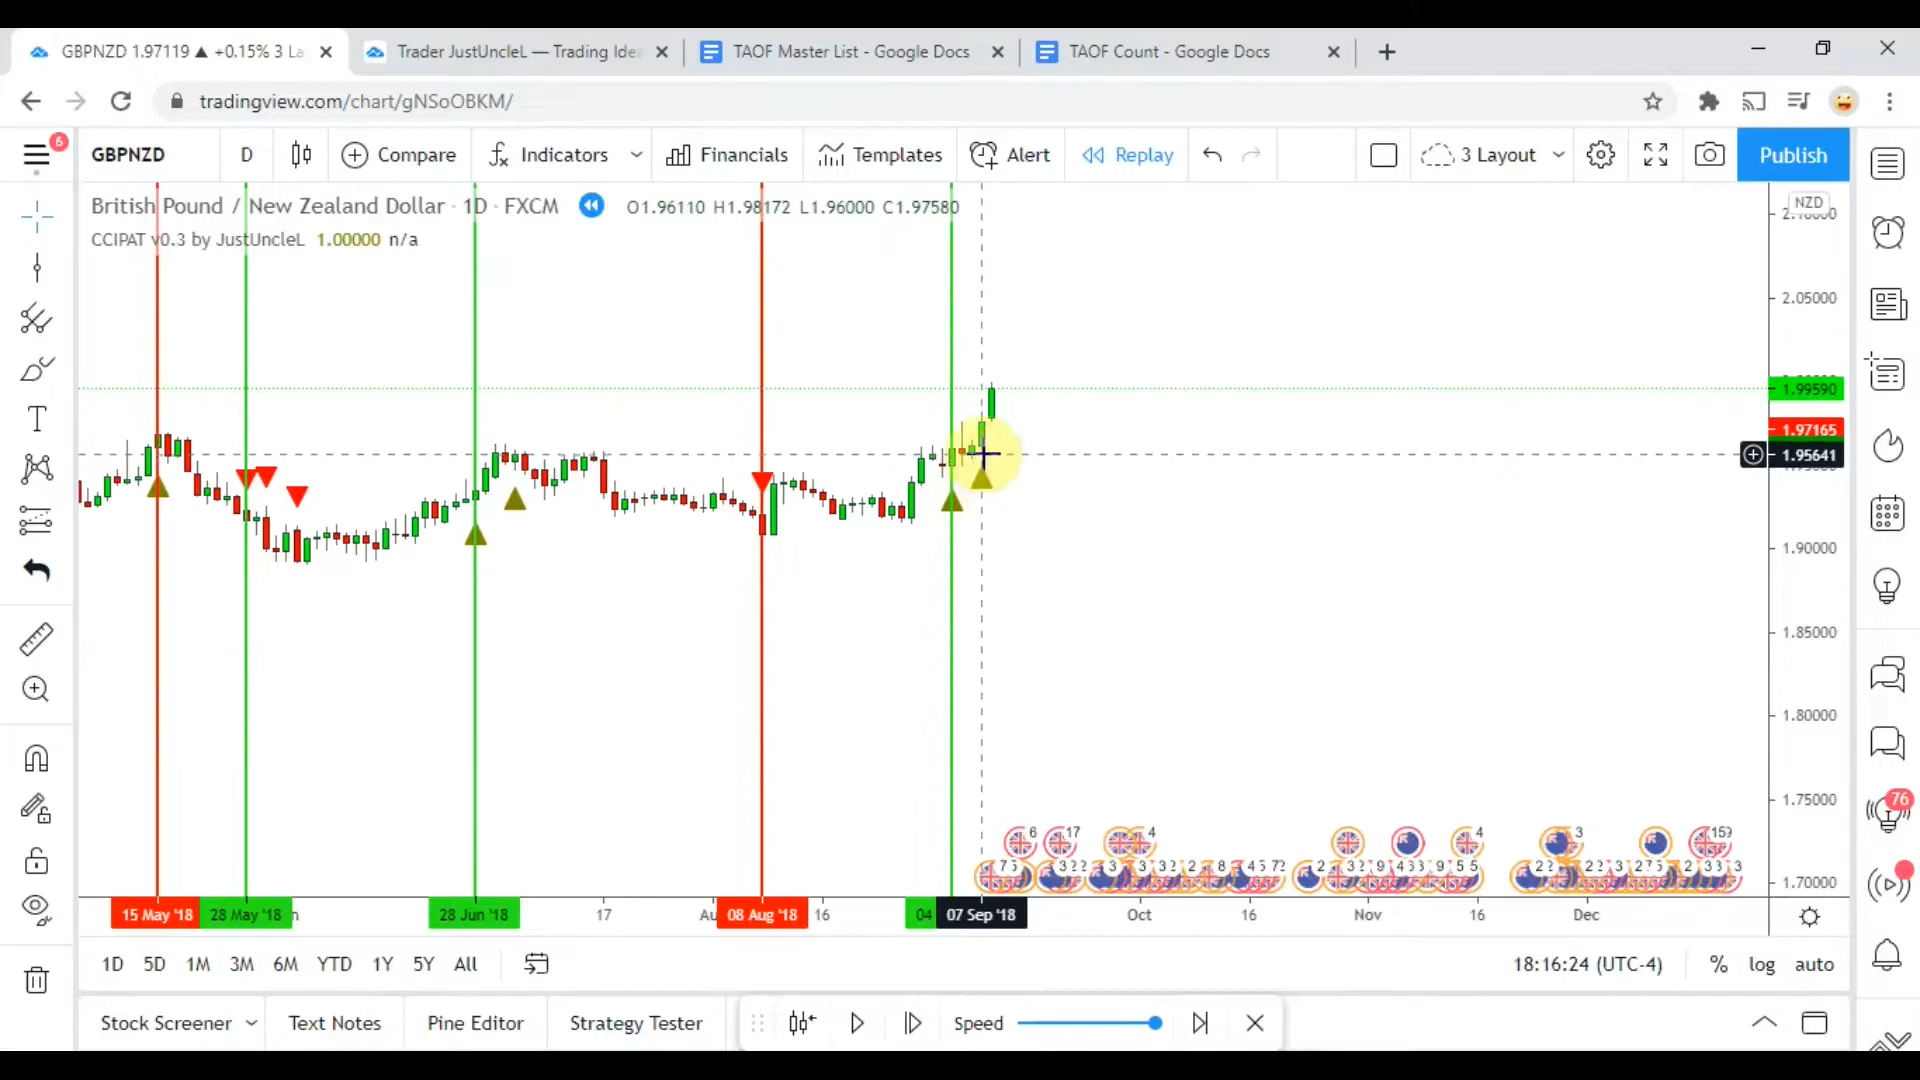 GBPNZD 1.97119 ▲ +0.15% 3 La
Trader JustUncleL — Trading Idea
TAOF Master List - Google Docs
TAOF Count - Google Docs
tradingview.com/chart/gNSoOBKM/
6
GBPNZD
D
Compare
Indicators
Financials
Templates
Alert
Replay
3 Layout
Publish
British Pound / New Zealand Dollar · 1D · FXCM
O1.96110 H1.98172 L1.96000 C1.97580
CCIPAT v0.3 by JustUncleL 1.00000 n/a
NZD
2.05000
1.99590
1.97165
1.95641
1.90000
1.85000
1.80000
1.75000
1.70000
76
15 May '18
28 May '18
28 Jun '18
17
08 Aug '18
16
04
07 Sep '18
Oct
16
Nov
16
Dec
1D 5D 1M 3M 6M YTD 1Y 5Y All
18:16:24 (UTC-4)
% log auto
Stock Screener
Text Notes
Pine Editor
Strategy Tester
Speed